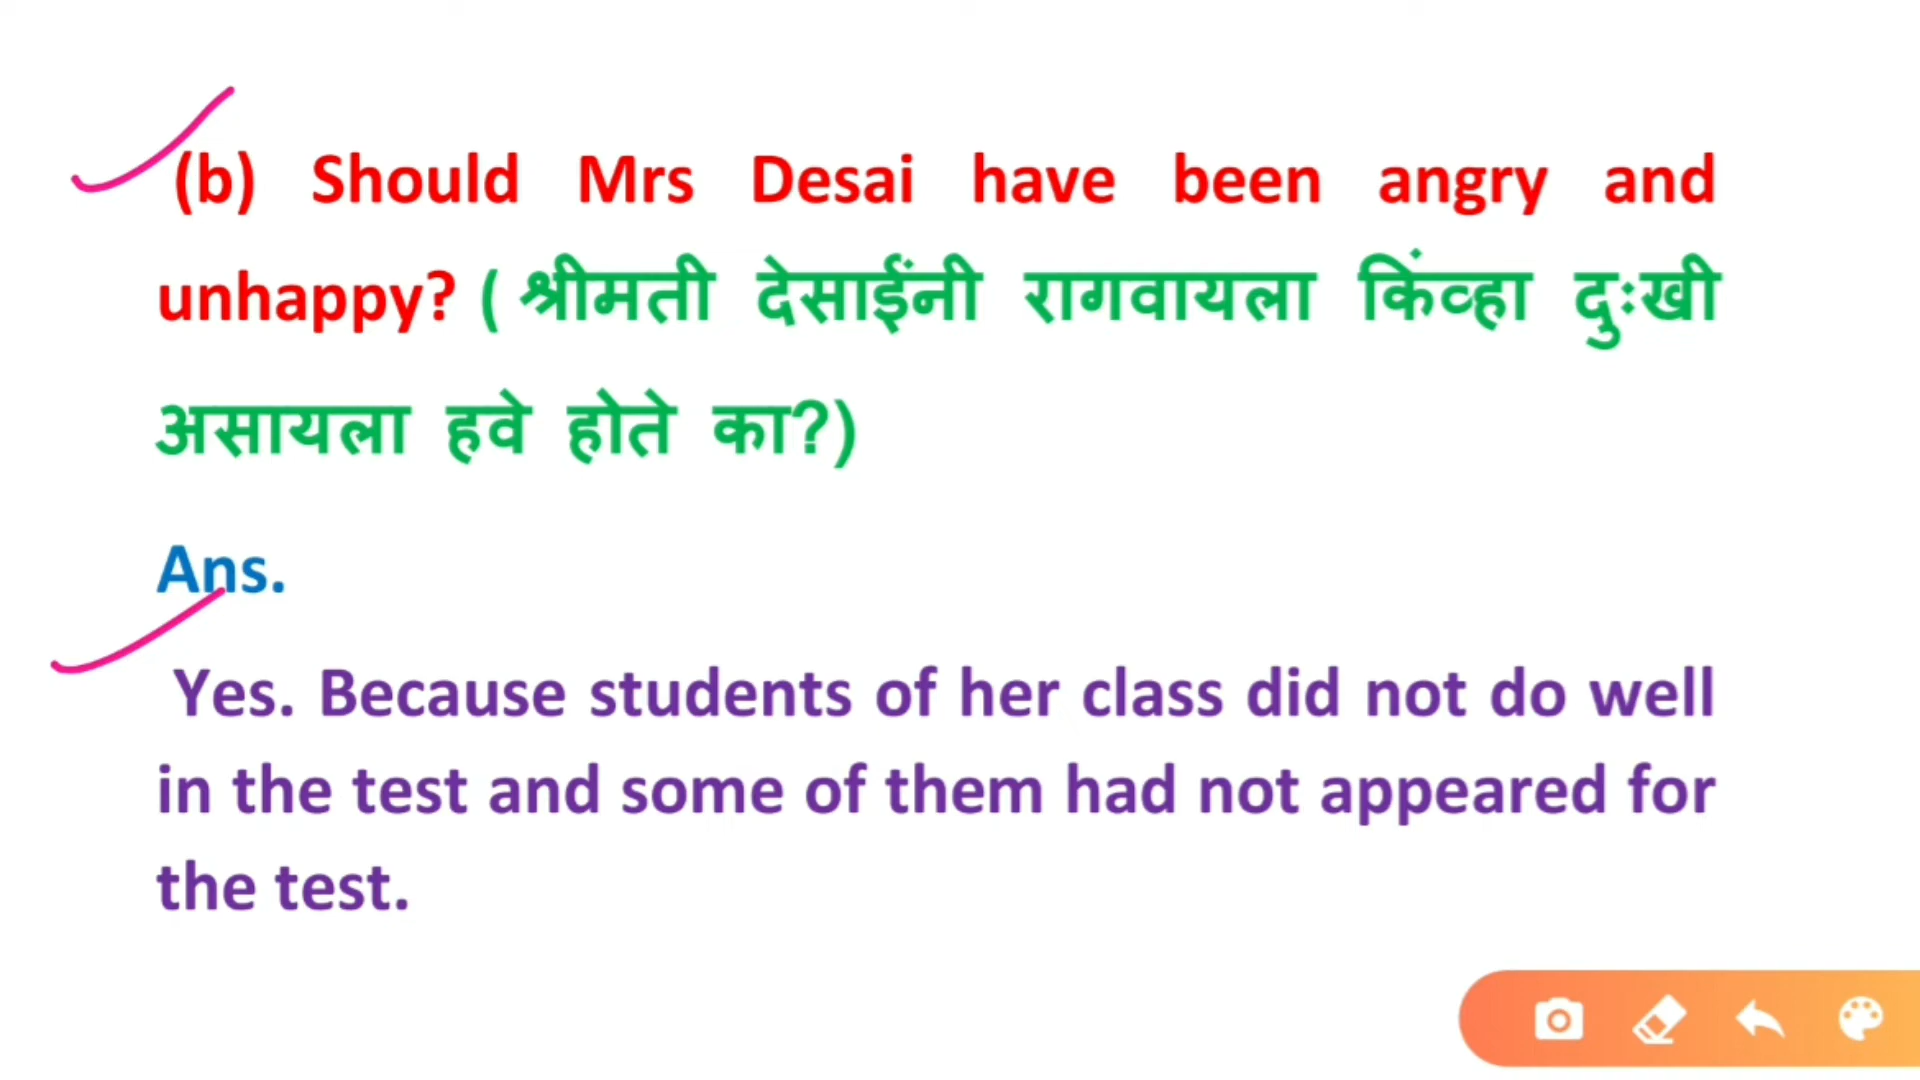 (b) Should Mrs Desai have been angry and
unhappy? ( श्रीमती देसाईंनी रागवायला किंव्हा दुःखी
असायला हवे होते का?)
Ans.
Yes. Because students of her class did not do well
in the test and some of them had not appeared for
the test.